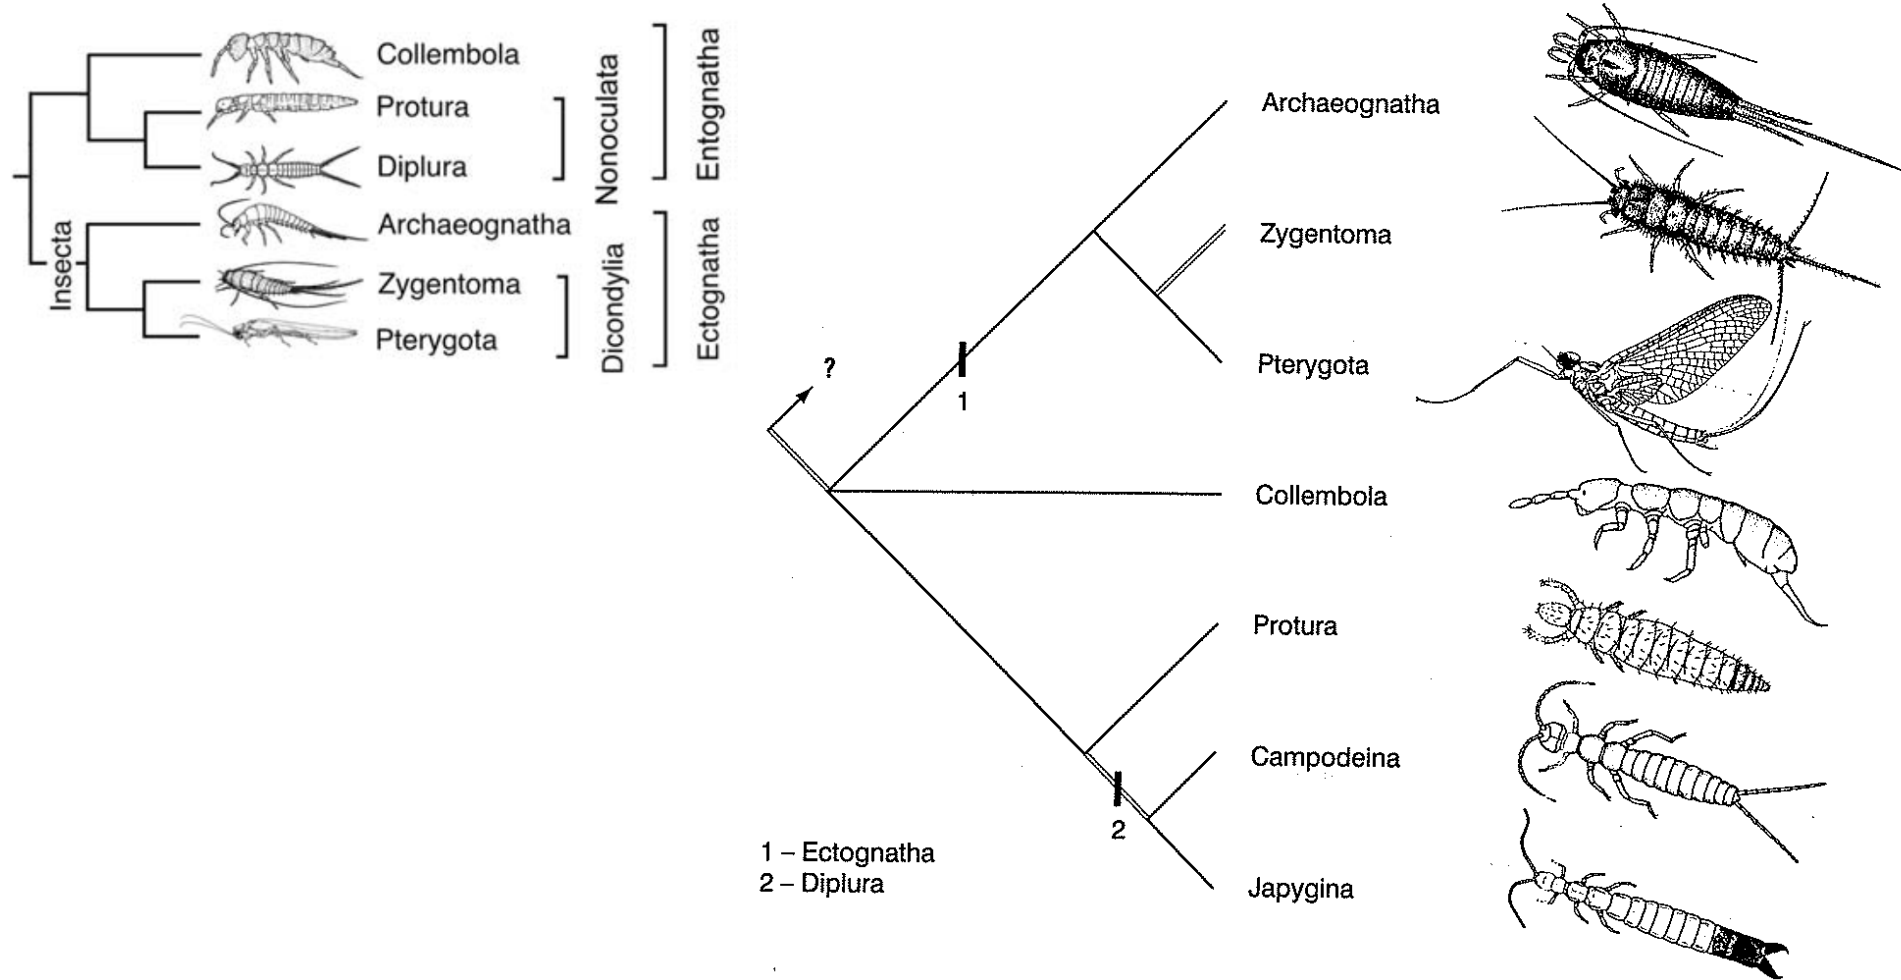 Collembola
Protura
Diplura
Archaeognatha
Zygentoma
Pterygota
Insecta
Nonoculata
Dicondylia
Entognatha
Ectognatha
Archaeognatha
Zygentoma
Pterygota
Collembola
Protura
Campodeina
Japygina
?
1
2
1 – Ectognatha
2 – Diplura